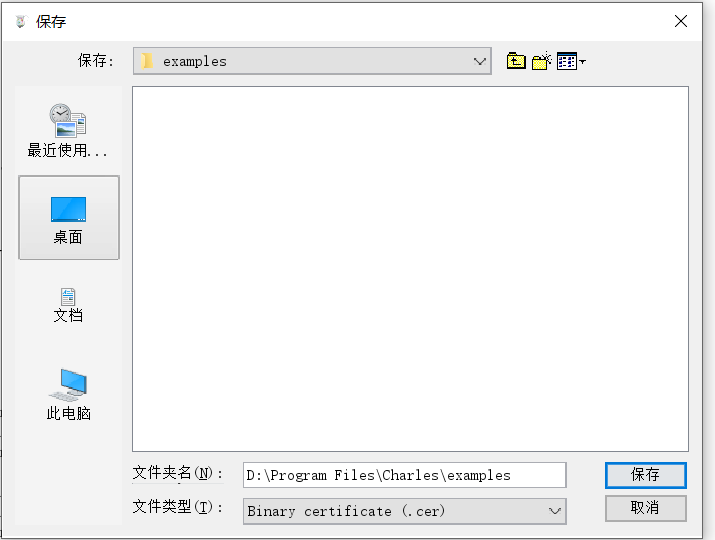 保存
保存:
examples
最近使用...
桌面
文档
此电脑
文件夹名(N):
D:\Program Files\Charles\examples
保存
文件类型(T):
Binary certificate (.cer)
取消